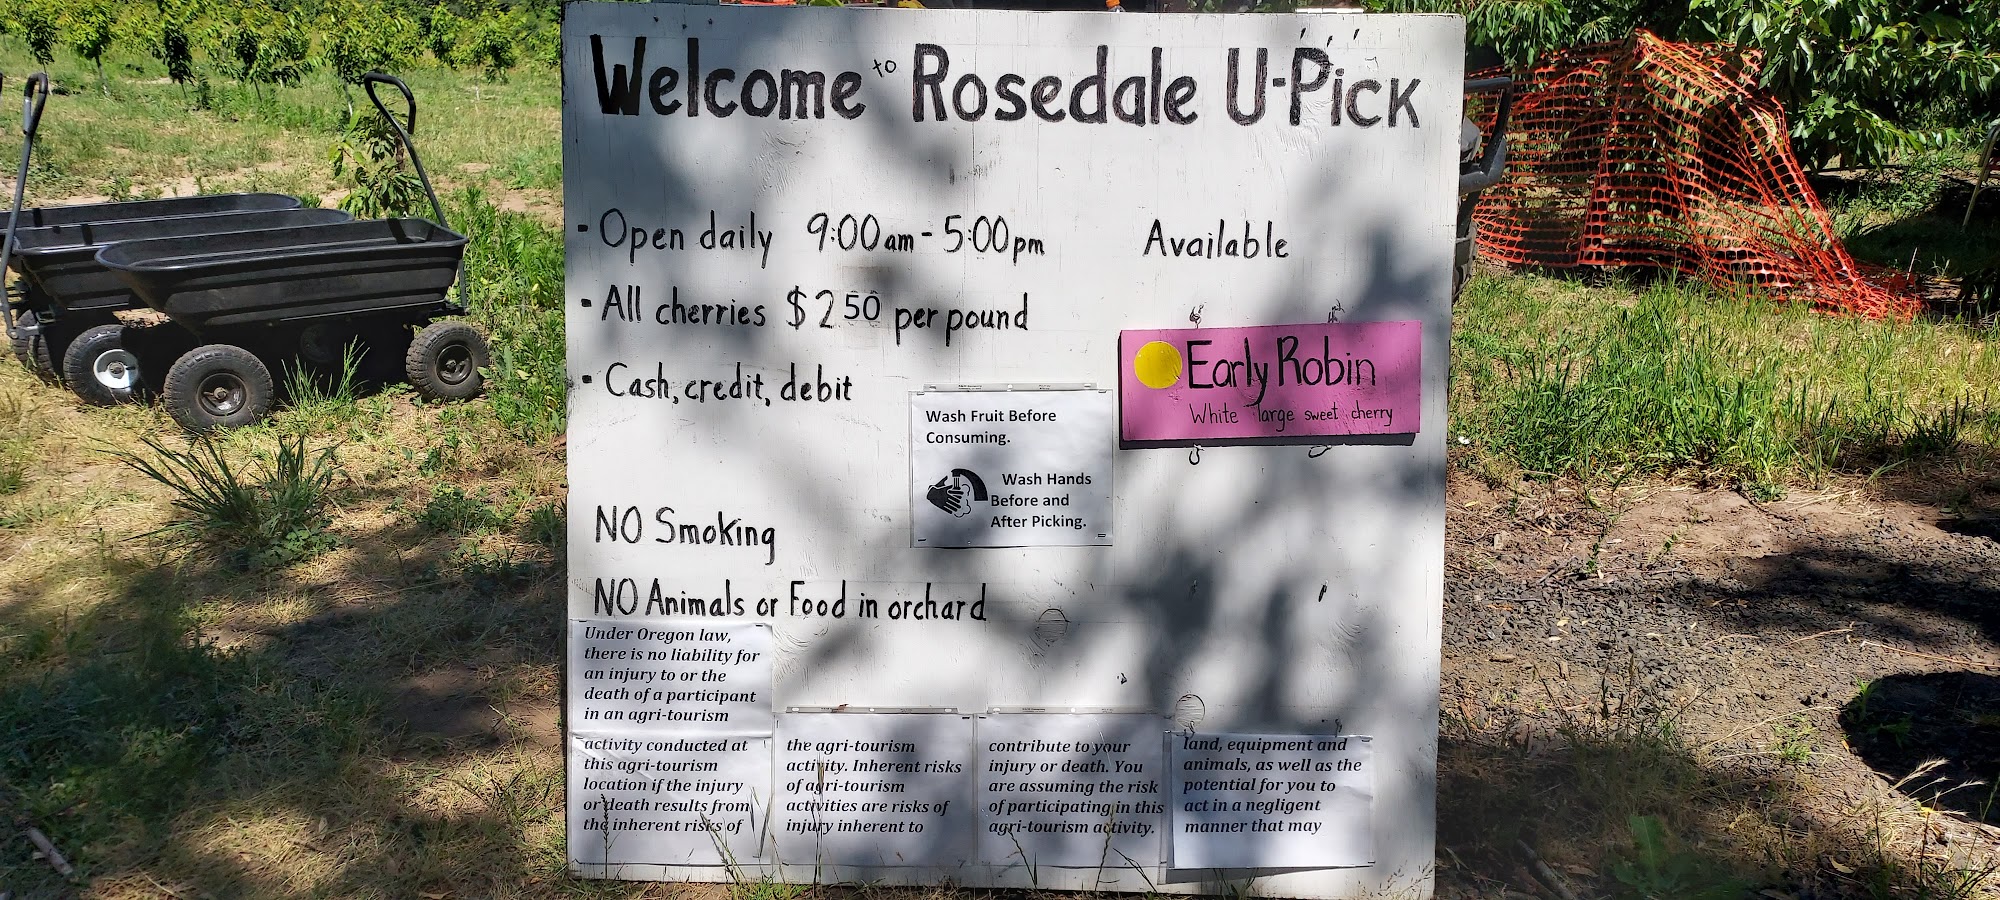 Welcome to Rosedale U-Pick
- Open daily 9:00am - 5:00pm
• All cherries $2.50 per pound
• Cash, credit, debit
Available
Early Robin
White large sweet cherry
Wash Fruit Before
Consuming.
Wash Hands
Before and
After Picking.
NO Smoking
NO Animals or Food in orchard
Under Oregon law,
there is no liability for
an injury to or the
death of a participant
in an agri-tourism
activity conducted at
this agri-tourism
location if the injury
or death results from
the inherent risks of
the agri-tourism
activity. Inherent risks
of agri-tourism
activities are risks of
injury inherent to
contribute to your
injury or death. You
are assuming the risk
of participating in this
agri-tourism activity.
land, equipment and
animals, as well as the
potential for you to
act in a negligent
manner that may